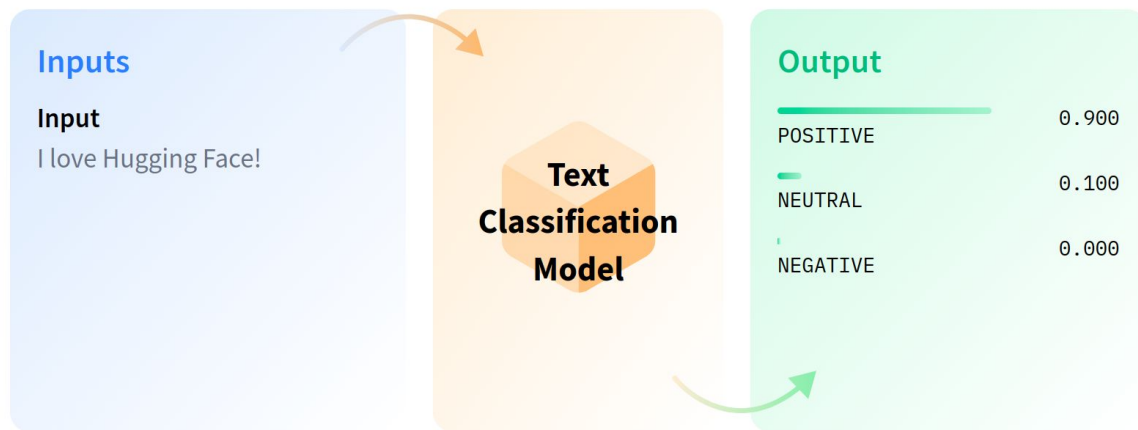 Inputs
Input
I love Hugging Face!
Text
Classification
Model
Output
POSITIVE 0.900
NEUTRAL 0.100
NEGATIVE 0.000